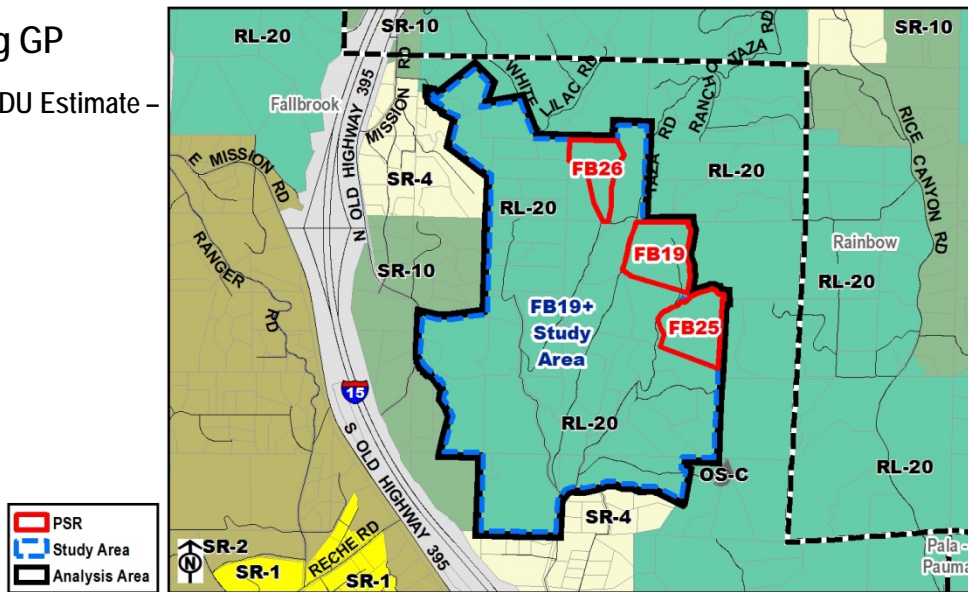 g GP
DU Estimate –
RL-20
SR-10
SR-10
Fallbrook
OLD HIGHWAY 395
N OLD HIGHWAY 395
MISSION RD
WHITE LILAC RD
RANCHO TAZA RD
TAZA RD
E MISSION RD
SR-4
FB26
RL-20
RL-20
RICE CANYON RD
RANGER RD
SR-10
FB19
Rainbow
RL-20
FB19+
Study
Area
FB25
15
RL-20
S OLD HIGHWAY 395
OS-C
RL-20
SR-4
PSR
Study Area
Analysis Area
N
SR-2
SR-1
RECHE RD
SR-1
Pala -
Pauma